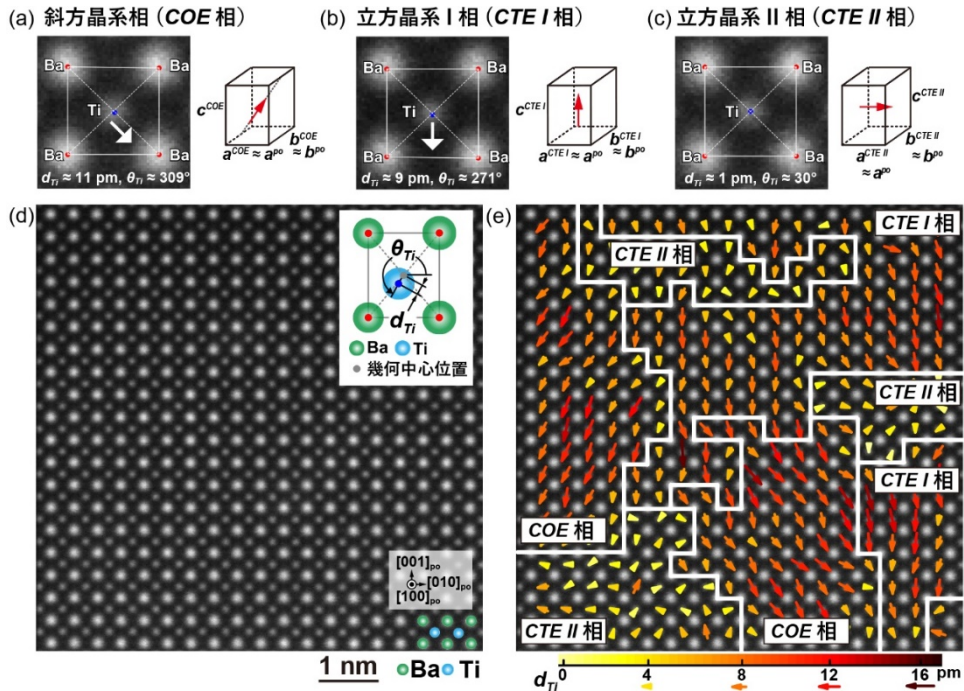 (a) 斜方晶系相 (COE 相)
Ba
Ba
Ti
Ba
Ba
d_Ti ≈ 11 pm, θ_Ti ≈ 309°
c^COE
b^COE ≈ b^po
a^COE ≈ a^po
(b) 立方晶系 I 相 (CTE I 相)
Ba
Ba
Ti
Ba
Ba
d_Ti ≈ 9 pm, θ_Ti ≈ 271°
c^CTE I
b^CTE I ≈ b^po
a^CTE I ≈ a^po
(c) 立方晶系 II 相 (CTE II 相)
Ba
Ba
Ti
Ba
Ba
d_Ti ≈ 1 pm, θ_Ti ≈ 30°
c^CTE II
b^CTE II ≈ b^po
a^CTE II
≈ a^po
(d)
θ_Ti
d_Ti
Ba Ti
幾何中心位置
[001]po
[010]po
[100]po
1 nm
Ba Ti
(e)
CTE I 相
CTE II 相
CTE II 相
CTE I 相
COE 相
CTE II 相
COE 相
d_Ti 0 4 8 12 16 pm